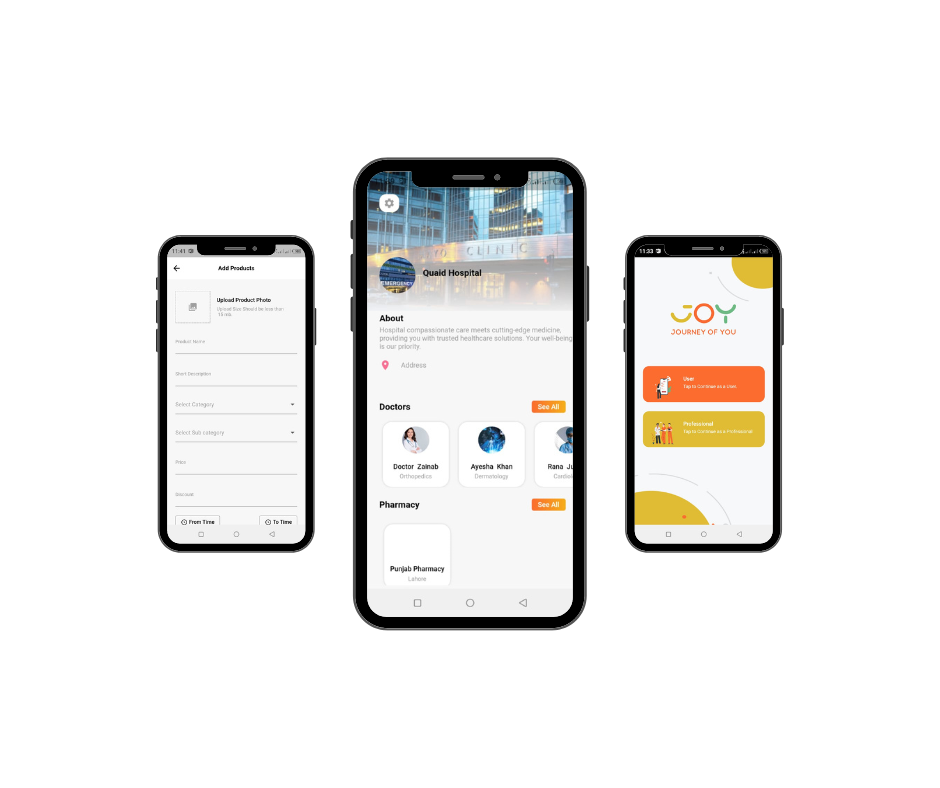 11:41
Add Products
Upload Product Photo
Upload Size Should be less than
Product Name
Short Description
Select Category
Select Sub category
Price
Discount
From Time
To Time
CLINIC
EMERGENCY
Quaid Hospital
About
Hospital compassionate care meets cutting-edge medicine,
providing you with trusted healthcare solutions. Your well-being
is our priority.
Address
Doctors
See All
Doctor Zainab
Orthopedics
Ayesha Khan
Dermatology
Rana Ju
Cardiol
Pharmacy
See All
Punjab Pharmacy
Lahore
11:33
JOY
JOURNEY OF YOU
User
Tap to Continue as a User,
Professional
Tap to Continue as a Professional